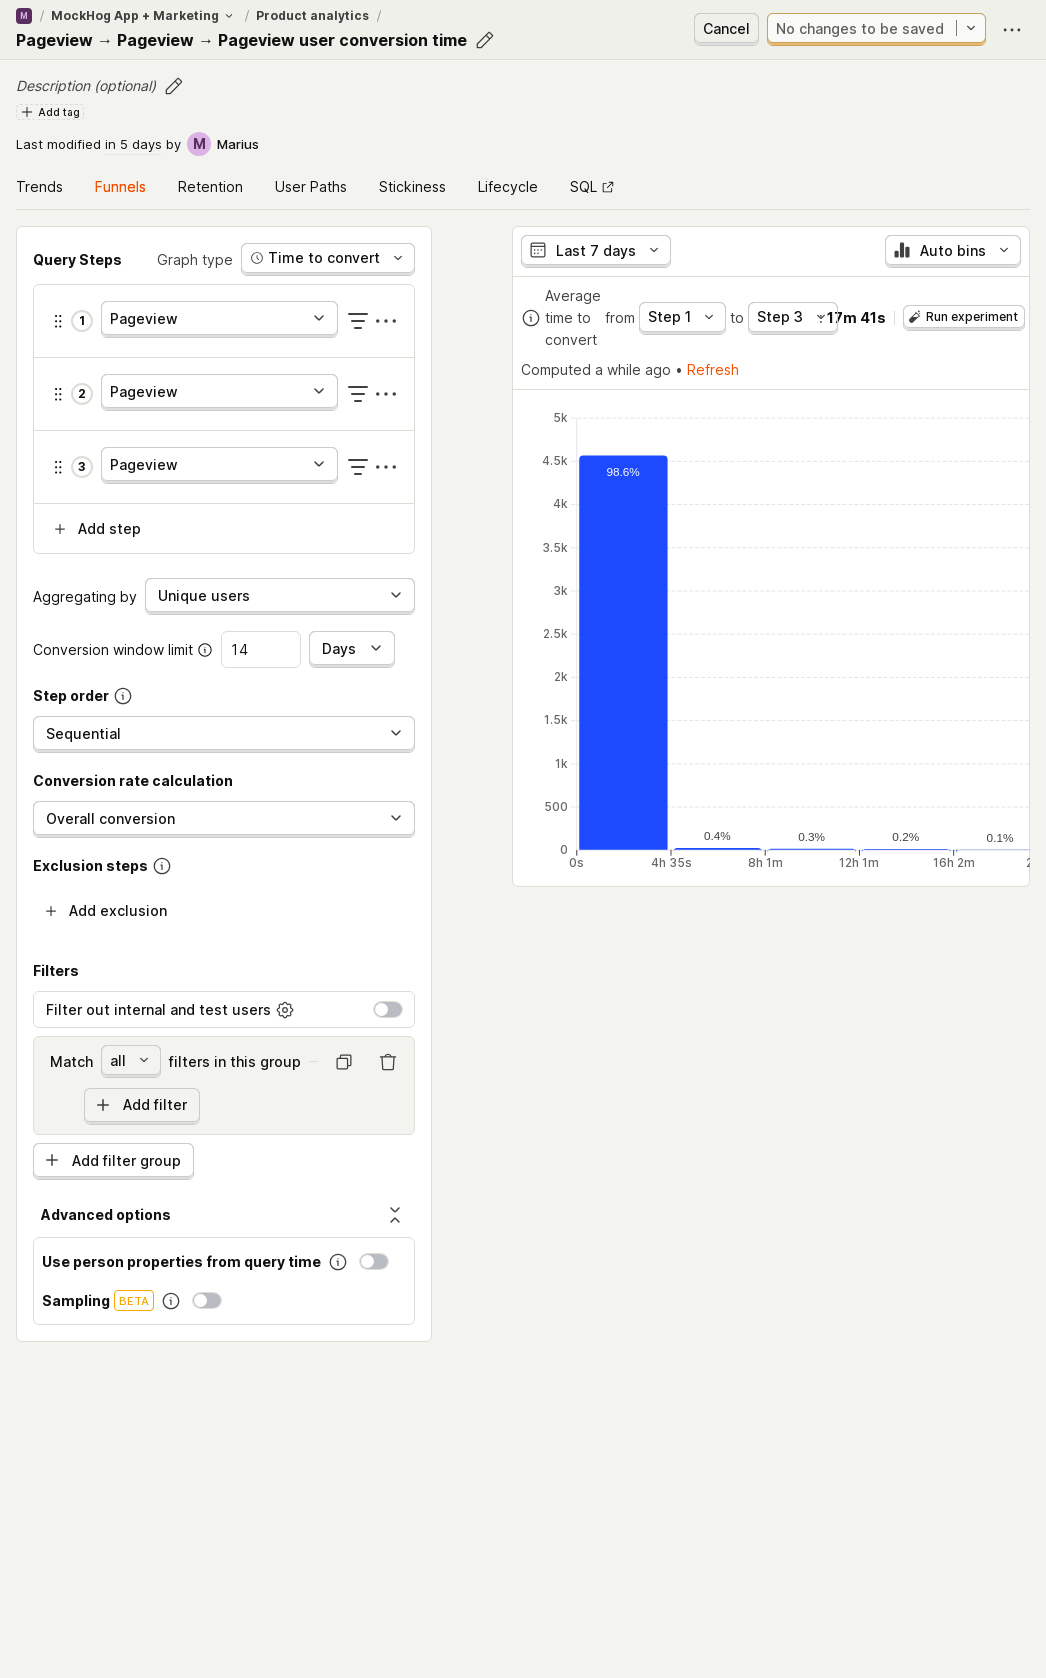 M / MockHog App + Marketing / Product analytics /
Pageview → Pageview → Pageview user conversion time
Cancel
No changes to be saved
Description (optional)
Add tag
Last modified in 5 days by M Marius
Trends Funnels Retention User Paths Stickiness Lifecycle SQL
Query Steps
Graph type
Time to convert
1 Pageview
2 Pageview
3 Pageview
Add step
Aggregating by Unique users
Conversion window limit 14 Days
Step order
Sequential
Conversion rate calculation
Overall conversion
Exclusion steps
Add exclusion
Filters
Filter out internal and test users
Match all filters in this group
Add filter
Add filter group
Advanced options
Use person properties from query time
Sampling BETA
Last 7 days
Auto bins
Average
time to
convert
from Step 1 to Step 3 : 17m 41s
Run experiment
Computed a while ago • Refresh
5k
4.5k
4k
3.5k
3k
2.5k
2k
1.5k
1k
500
0
98.6%
0.4%
0.3%
0.2%
0.1%
0s 4h 35s 8h 1m 12h 1m 16h 2m